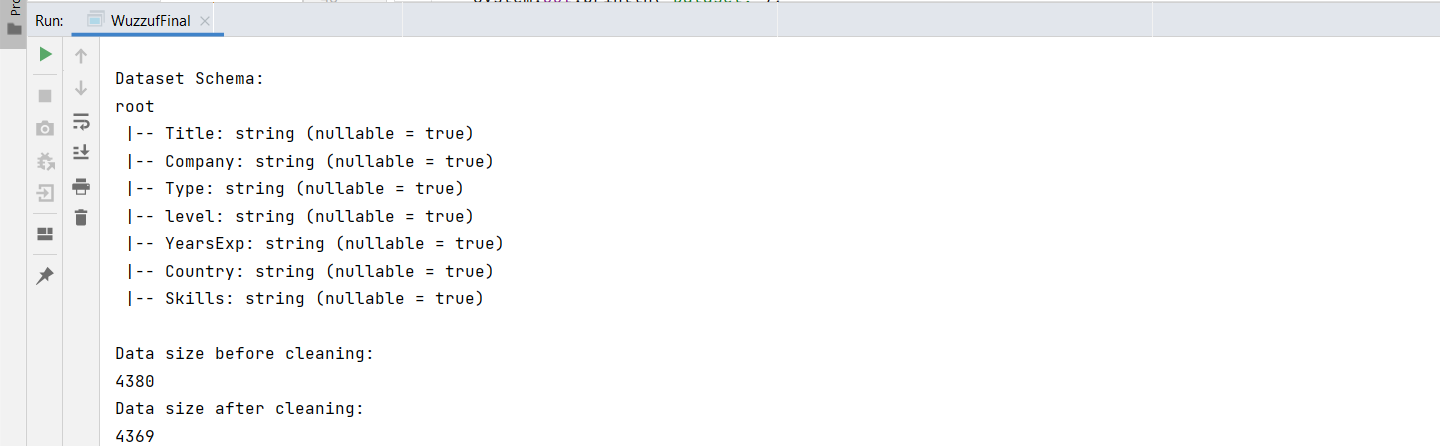 Run: WuzzufFinal
Dataset Schema:
root
|-- Title: string (nullable = true)
|-- Company: string (nullable = true)
|-- Type: string (nullable = true)
|-- level: string (nullable = true)
|-- YearsExp: string (nullable = true)
|-- Country: string (nullable = true)
|-- Skills: string (nullable = true)
Data size before cleaning:
4380
Data size after cleaning:
4369